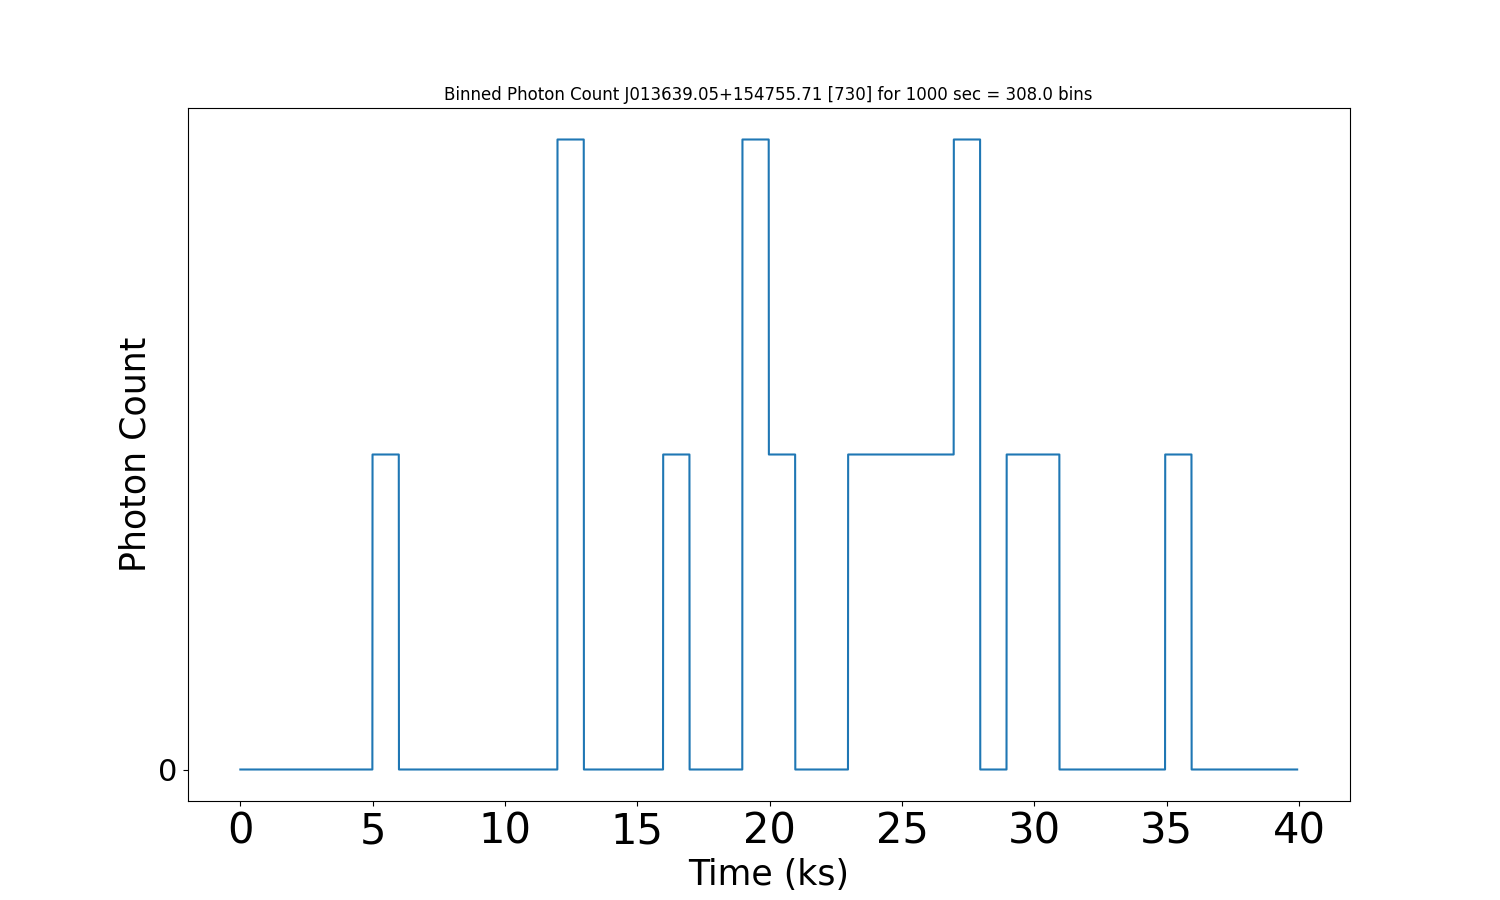 Binned Photon Count J013639.05+154755.71 [730] for 1000 sec = 308.0 bins
Photon Count
0
0 5 10 15 20 25 30 35 40
Time (ks)